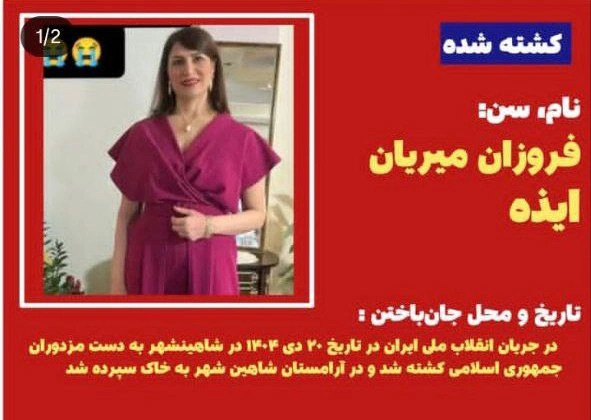 1/2
کشته شده
نام، سن:
فروزان میریان
ایذه
تاریخ و محل جان‌باختن :
در جریان انقلاب ملی ایران در تاریخ ۲۰ دی ۱۴۰۴ در شاهینشهر به دست مزدوران
جمهوری اسلامی کشته شد و در آرامستان شاهین شهر به خاک سپرده شد